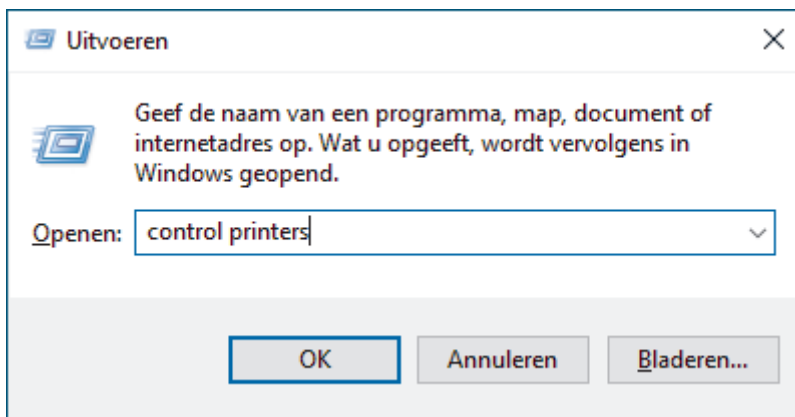 Uitvoeren
Geef de naam van een programma, map, document of
internetadres op. Wat u opgeeft, wordt vervolgens in
Windows geopend.
Openen: control printers
OK Annuleren Bladeren...